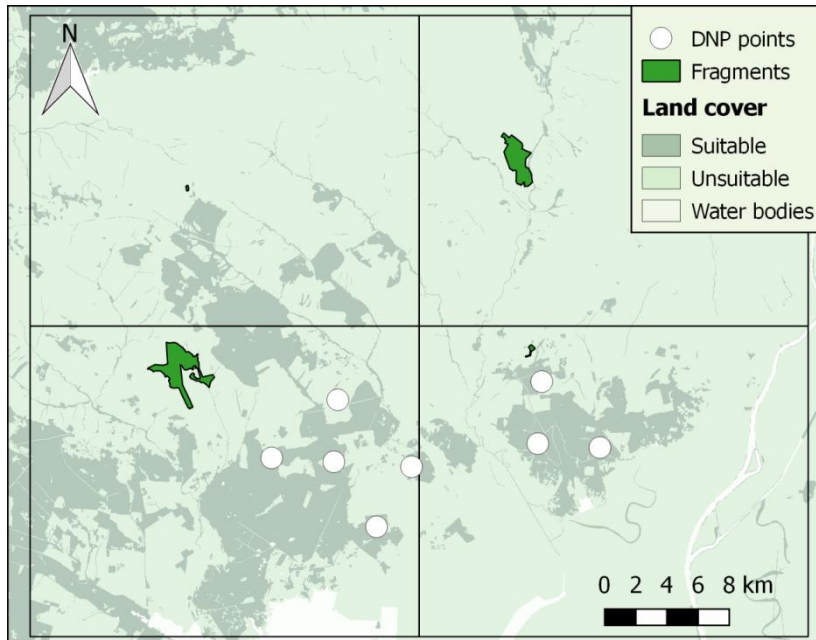 N
DNP points
Fragments
Land cover
Suitable
Unsuitable
Water bodies
0 2 4 6 8 km